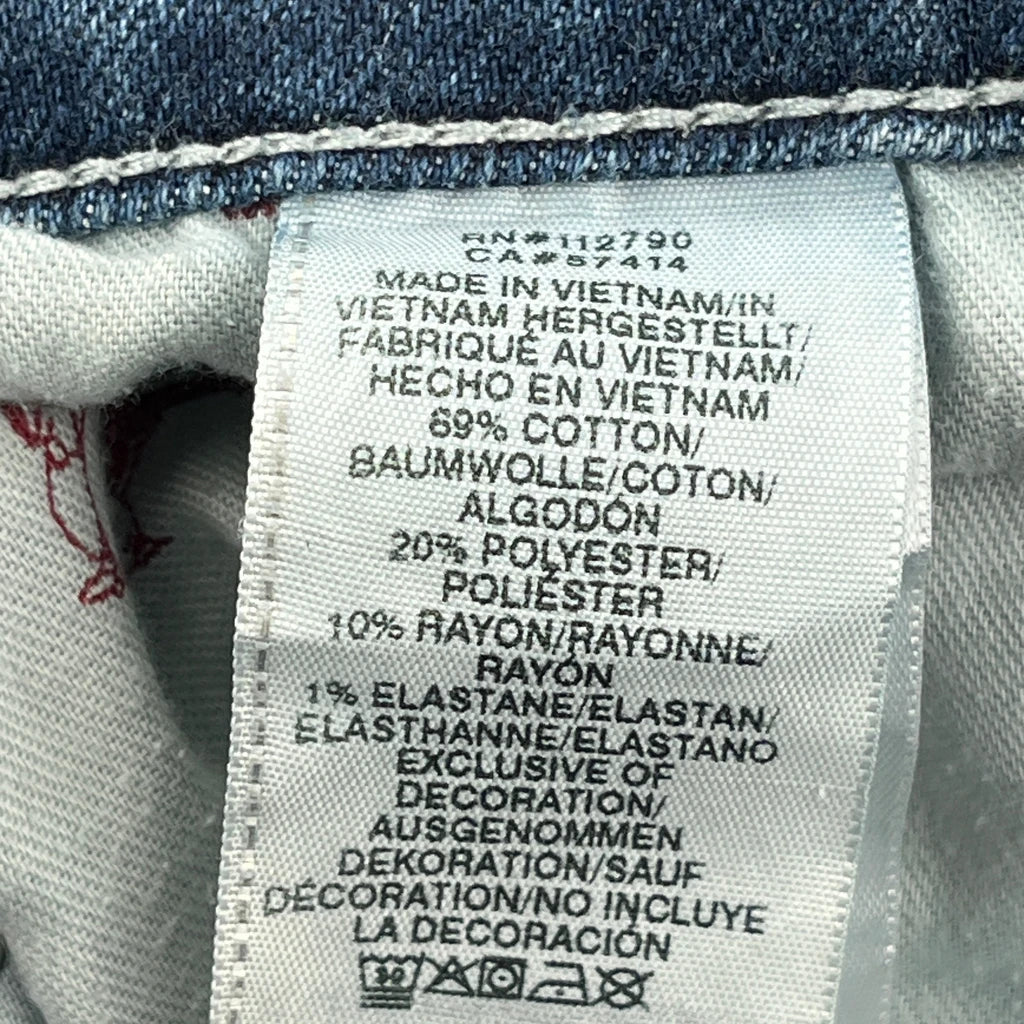 RN#112790
CA#57414
MADE IN VIETNAM/IN
VIETNAM HERGESTELLT/
FABRIQUÉ AU VIETNAM/
HECHO EN VIETNAM
69% COTTON/
BAUMWOLLE/COTON/
ALGODÓN
20% POLYESTER/
POLIÉSTER
10% RAYON/RAYONNE/
RAYÓN
1% ELASTANE/ELASTAN/
ELASTHANNE/ELASTANO
EXCLUSIVE OF
DECORATION/
AUSGENOMMEN
DEKORATION/SAUF
DÉCORATION/NO INCLUYE
LA DECORACIÓN
30